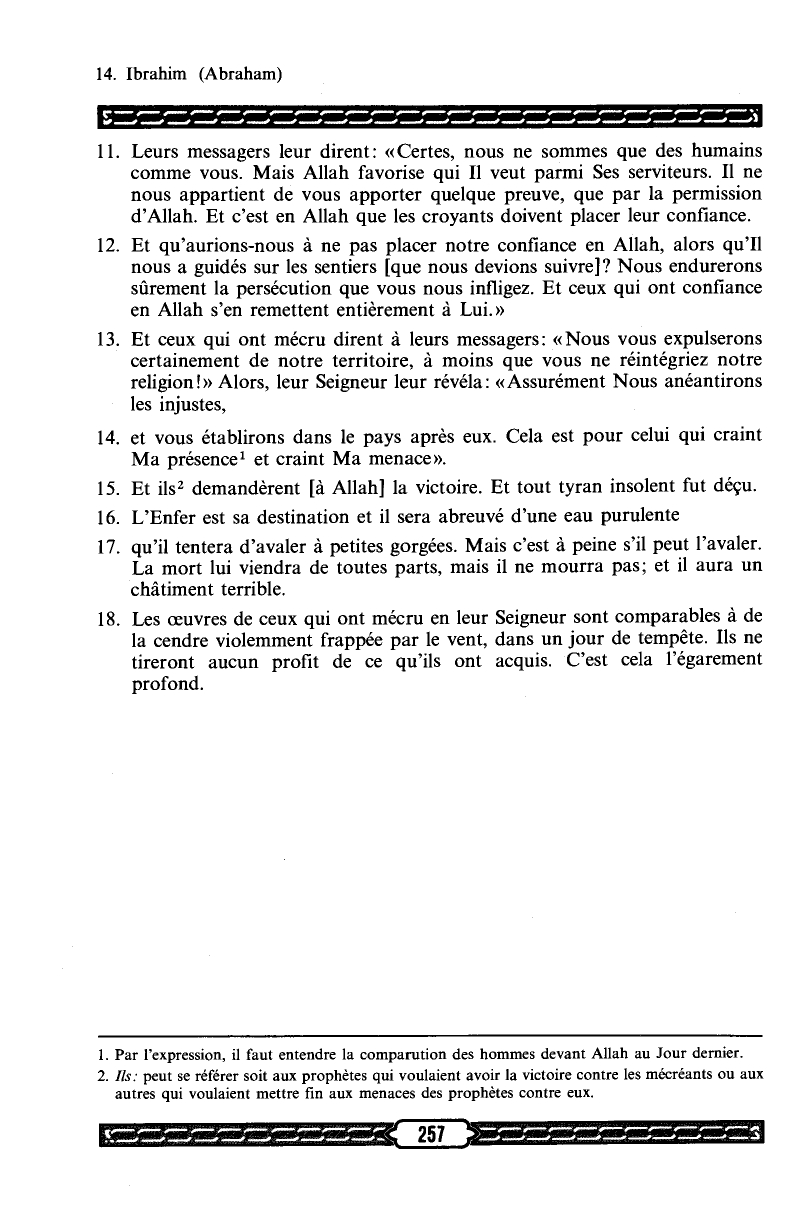 14. Ibrahim (Abraham)
11. Leurs messagers leur dirent: «Certes, nous ne sommes que des humains
comme vous. Mais Allah favorise qui Il veut parmi Ses serviteurs. Il ne
nous appartient de vous apporter quelque preuve, que par la permission
d'Allah. Et c'est en Allah que les croyants doivent placer leur confiance.
12. Et qu'aurions-nous à ne pas placer notre confiance en Allah, alors qu'Il
nous a guidés sur les sentiers [que nous devions suivre]? Nous endurerons
sûrement la persécution que vous nous infligez. Et ceux qui ont confiance
en Allah s'en remettent entièrement à Lui.»
13. Et ceux qui ont mécru dirent à leurs messagers: «Nous vous expulserons
certainement de notre territoire, à moins que vous ne réintégriez notre
religion!» Alors, leur Seigneur leur révéla: «Assurément Nous anéantirons
les injustes,
14. et vous établirons dans le pays après eux. Cela est pour celui qui craint
Ma présence¹ et craint Ma menace».
15. Et ils² demandèrent [à Allah] la victoire. Et tout tyran insolent fut déçu.
16. L'Enfer est sa destination et il sera abreuvé d'une eau purulente
17. qu'il tentera d'avaler à petites gorgées. Mais c'est à peine s'il peut l'avaler.
La mort lui viendra de toutes parts, mais il ne mourra pas; et il aura un
châtiment terrible.
18. Les œuvres de ceux qui ont mécru en leur Seigneur sont comparables à de
la cendre violemment frappée par le vent, dans un jour de tempête. Ils ne
tireront aucun profit de ce qu'ils ont acquis. C'est cela l'égarement
profond.
1. Par l'expression, il faut entendre la comparution des hommes devant Allah au Jour dernier.
2. Ils: peut se référer soit aux prophètes qui voulaient avoir la victoire contre les mécréants ou aux
autres qui voulaient mettre fin aux menaces des prophètes contre eux.
257